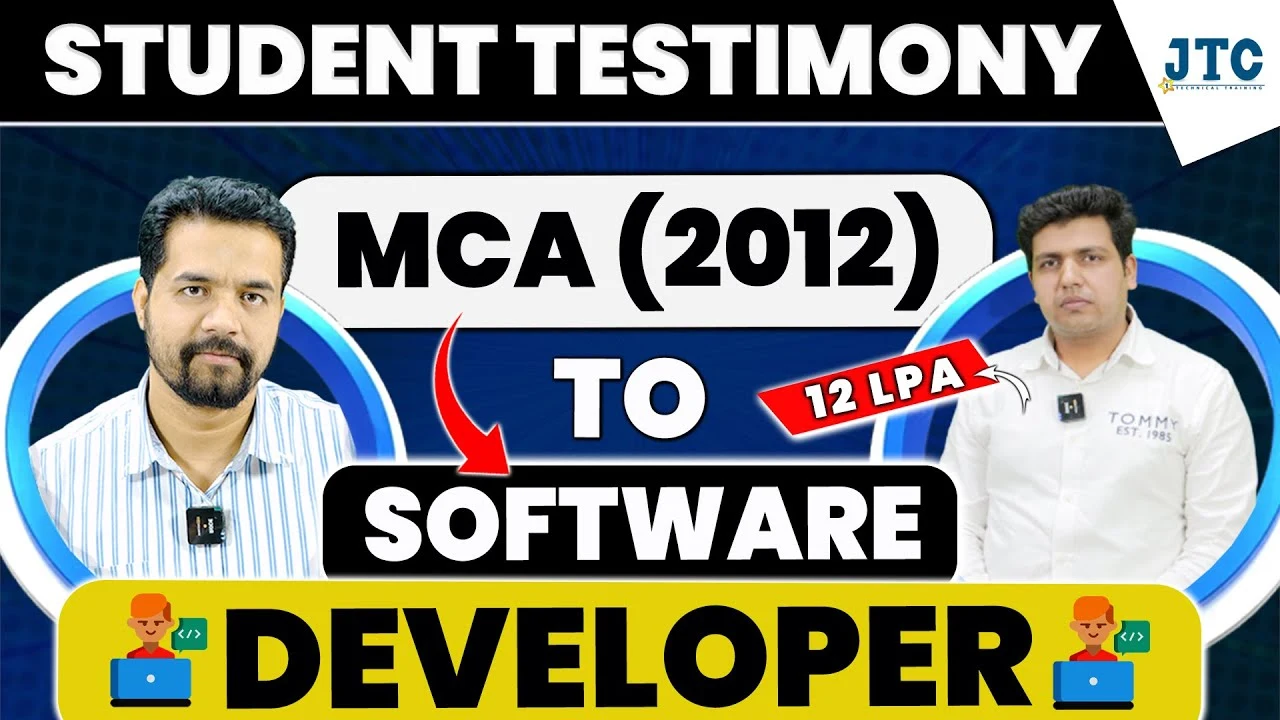 STUDENT TESTIMONY
JTC
TECHNICAL TRAINING
MCA (2012)
TO
12 LPA
TOMMY
EST. 1985
SOFTWARE
</>
DEVELOPER
</>